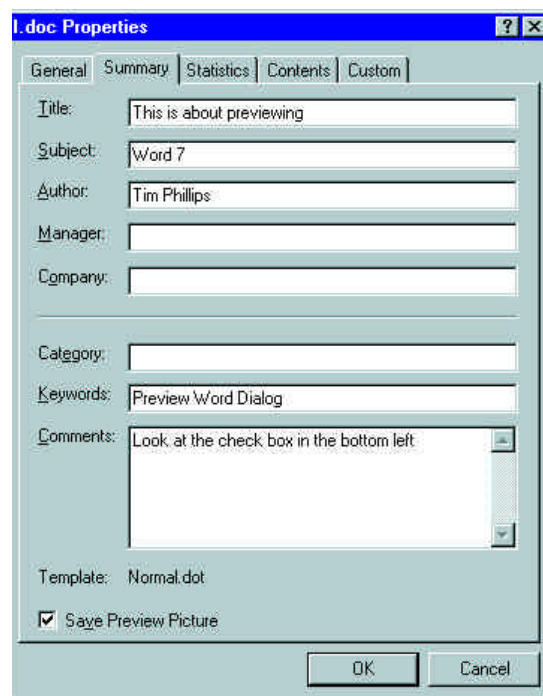 l.doc Properties
General Summary Statistics Contents Custom
Title: This is about previewing
Subject: Word 7
Author: Tim Phillips
Manager:
Company:
Category:
Keywords: Preview Word Dialog
Comments: Look at the check box in the bottom left
Template: Normal.dot
Save Preview Picture
OK Cancel